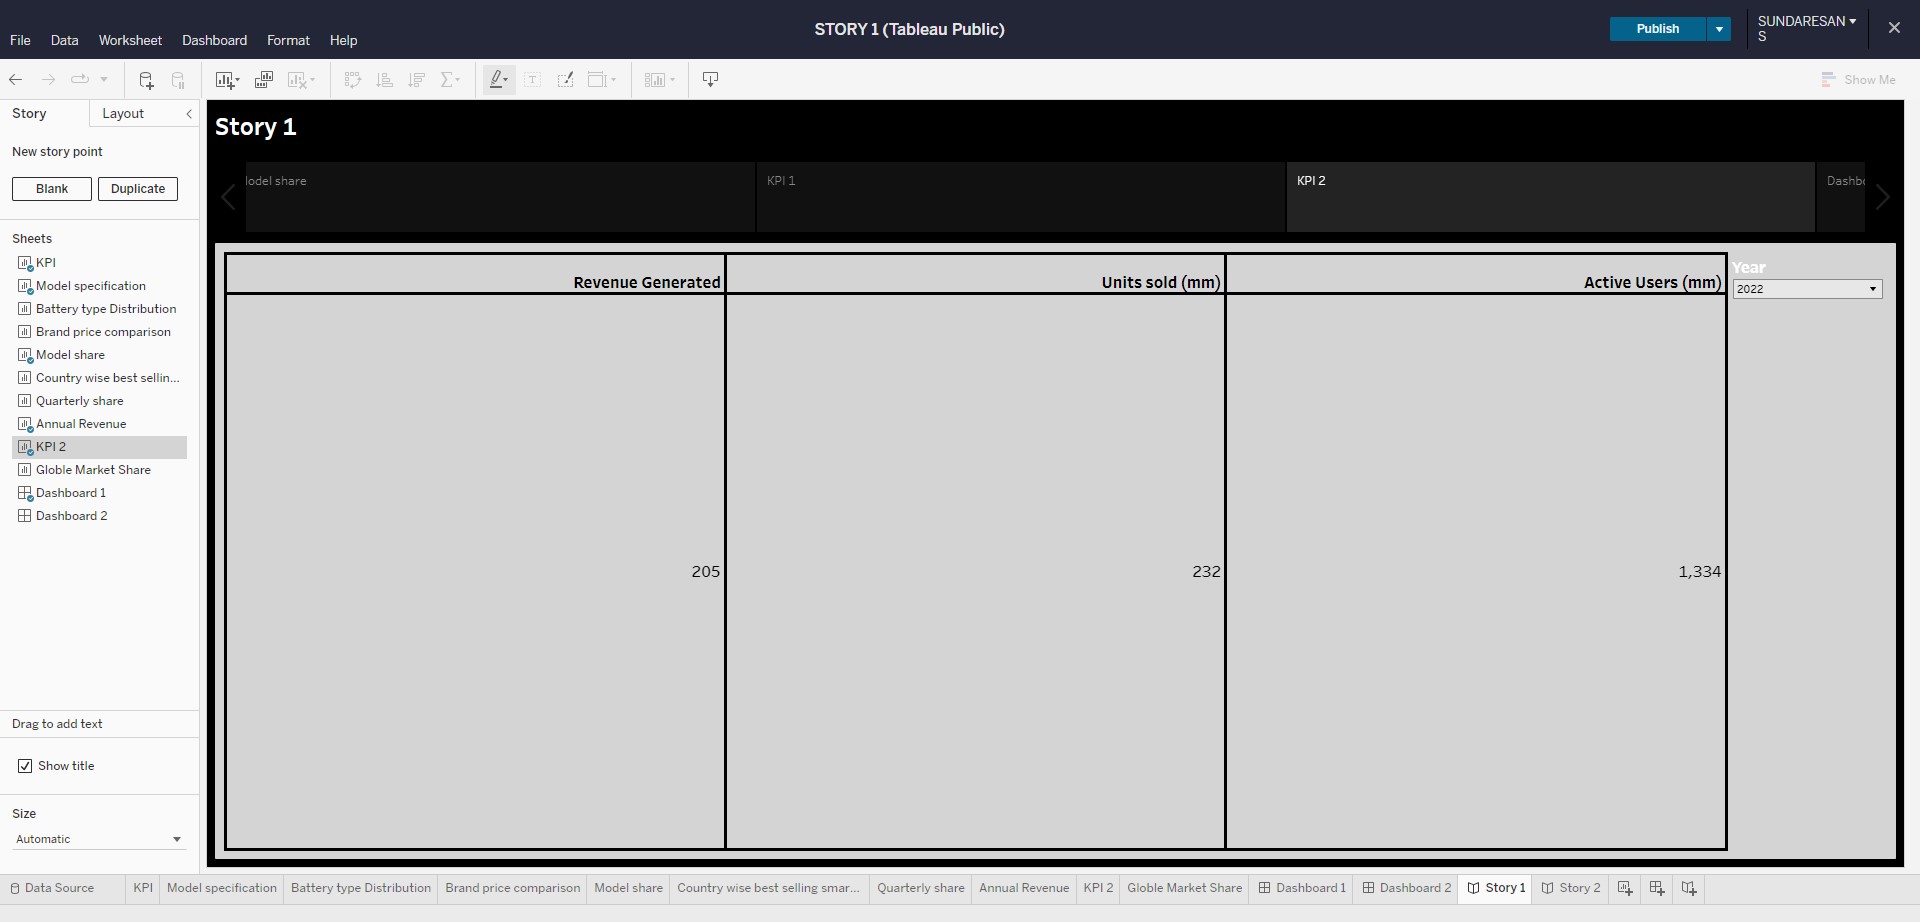 STORY 1 (Tableau Public)
Publish
SUNDARESAN
S
File Data Worksheet Dashboard Format Help
Show Me
Story Layout
New story point
Blank Duplicate
Sheets
KPI
Model specification
Battery type Distribution
Brand price comparison
Model share
Country wise best sellin...
Quarterly share
Annual Revenue
KPI 2
Globle Market Share
Dashboard 1
Dashboard 2
Drag to add text
Show title
Size
Automatic
Story 1
lodel share
KPI 1
KPI 2
Dashbo
Revenue Generated Units sold (mm) Active Users (mm)
205 232 1,334
Year
2022
Data Source KPI Model specification Battery type Distribution Brand price comparison Model share Country wise best selling smar... Quarterly share Annual Revenue KPI 2 Globle Market Share Dashboard 1 Dashboard 2 Story 1 Story 2